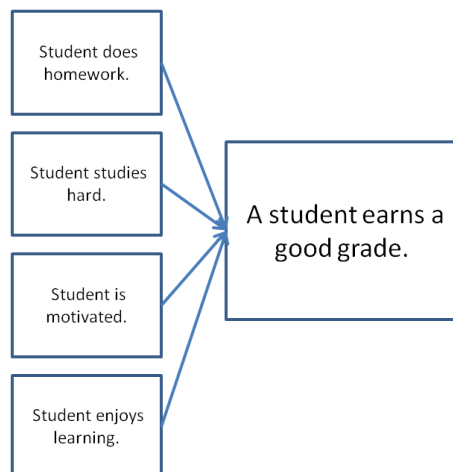 Student does
homework.
Student studies
hard.
Student is
motivated.
Student enjoys
learning.
A student earns a
good grade.